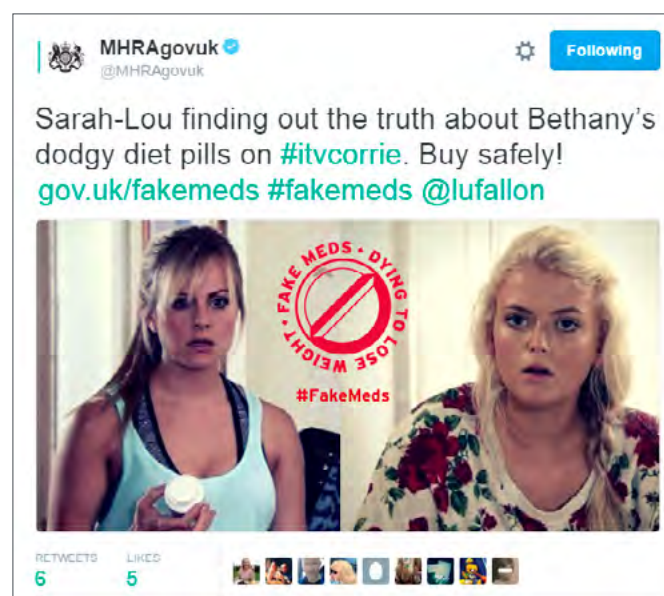 MHRAgovuk
@MHRAgovuk
Following
Sarah-Lou finding out the truth about Bethany's
dodgy diet pills on #itvcorrie. Buy safely!
gov.uk/fakemeds #fakemeds @lufallon
FAKE MEDS • DYING TO LOSE WEIGHT •
#FakeMeds
RETWEETS LIKES
6 5